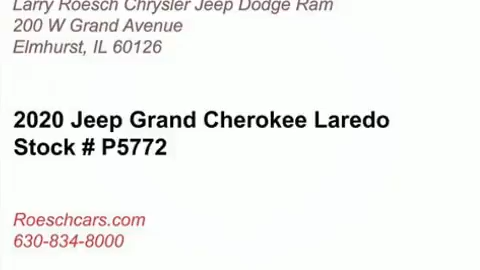 Larry Roesch Chrysler Jeep Dodge Ram
200 W Grand Avenue
Elmhurst, IL 60126
2020 Jeep Grand Cherokee Laredo
Stock # P5772
Roeschcars.com
630-834-8000